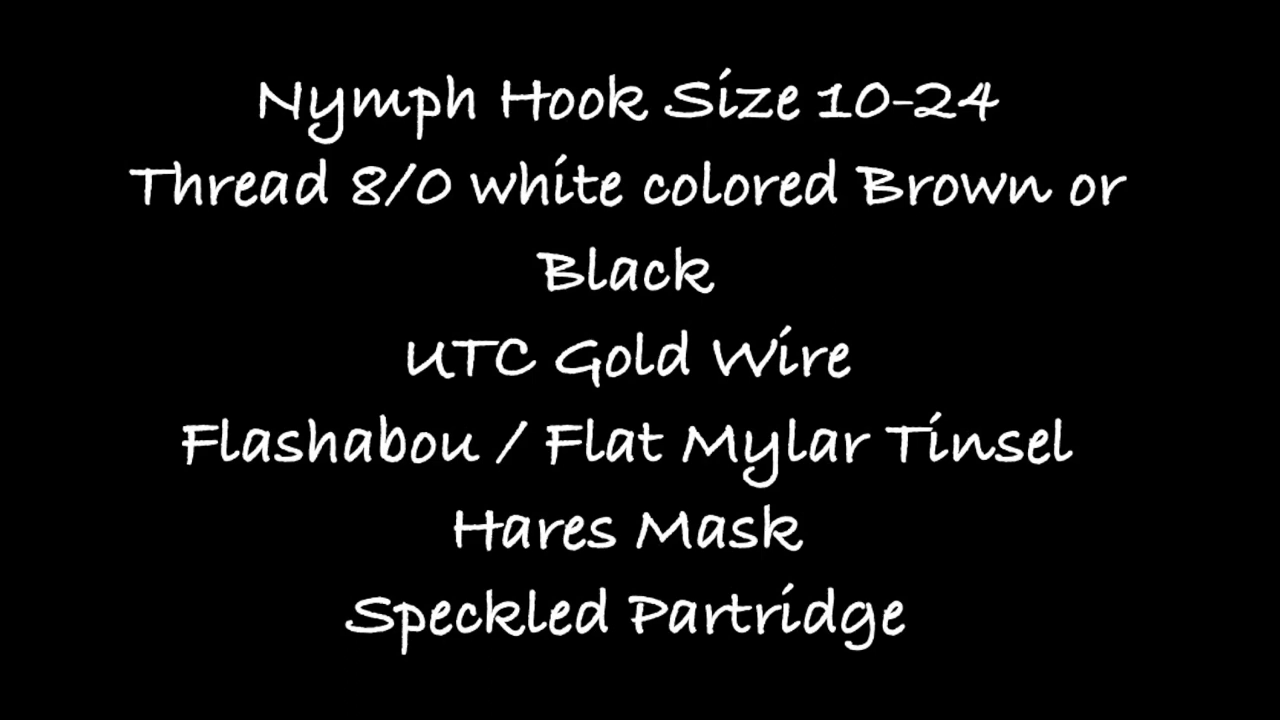 Nymph Hook Size 10-24
Thread 8/0 white colored Brown or
Black
UTC Gold Wire
Flashabou / Flat Mylar Tinsel
Hares Mask
Speckled Partridge